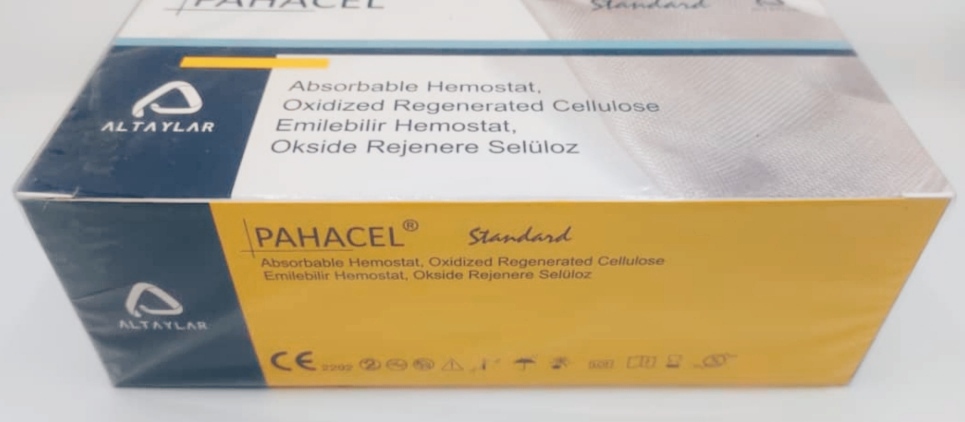 PAHACEL
Standard
ALTAYLAR
Absorbable Hemostat,
Oxidized Regenerated Cellulose
Emilebilir Hemostat,
Okside Rejenere Selüloz
PAHACEL® Standard
Absorbable Hemostat, Oxidized Regenerated Cellulose
Emilebilir Hemostat, Okside Rejenere Selüloz
ALTAYLAR
CE 2292